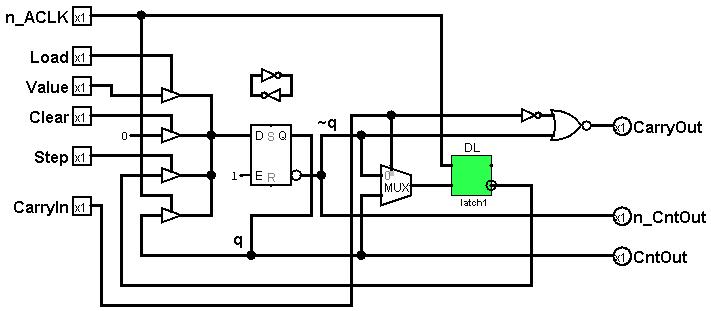 n_ACLK x1
Load x1
Value x1
Clear x1
0
Step x1
CarryIn x1
D S Q
1 E R
~q
q
0
MUX
DL
latch1
x1 CarryOut
x1 n_CntOut
x1 CntOut